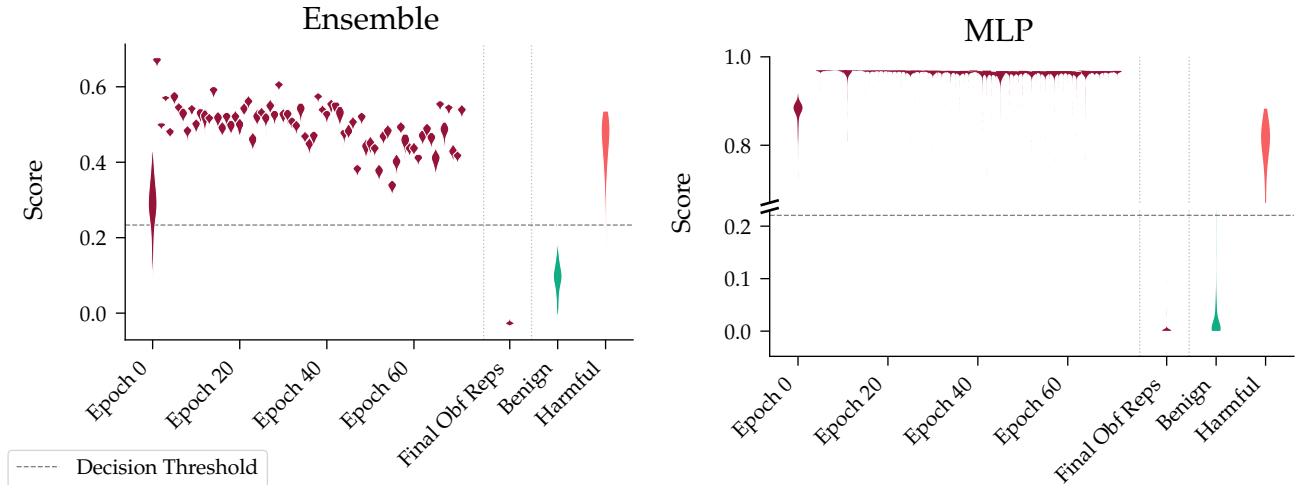 Ensemble
Score
0.6
0.4
0.2
0.0
Epoch 0
Epoch 20
Epoch 40
Epoch 60
Final Obf Reps
Benign
Harmful
Decision Threshold
MLP
Score
1.0
0.8
0.2
0.1
0.0
Epoch 0
Epoch 20
Epoch 40
Epoch 60
Final Obf Reps
Benign
Harmful